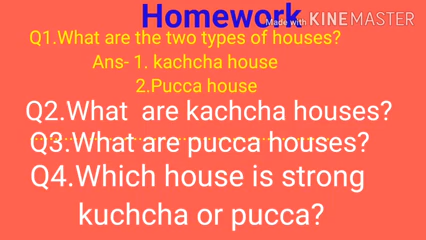 Homework
Made with KINEMASTER
Q1.What are the two types of houses?
Ans- 1. kachcha house
2.Pucca house
Q2.What are kachcha houses?
Q3.What are pucca houses?
Q4.Which house is strong
kuchcha or pucca?